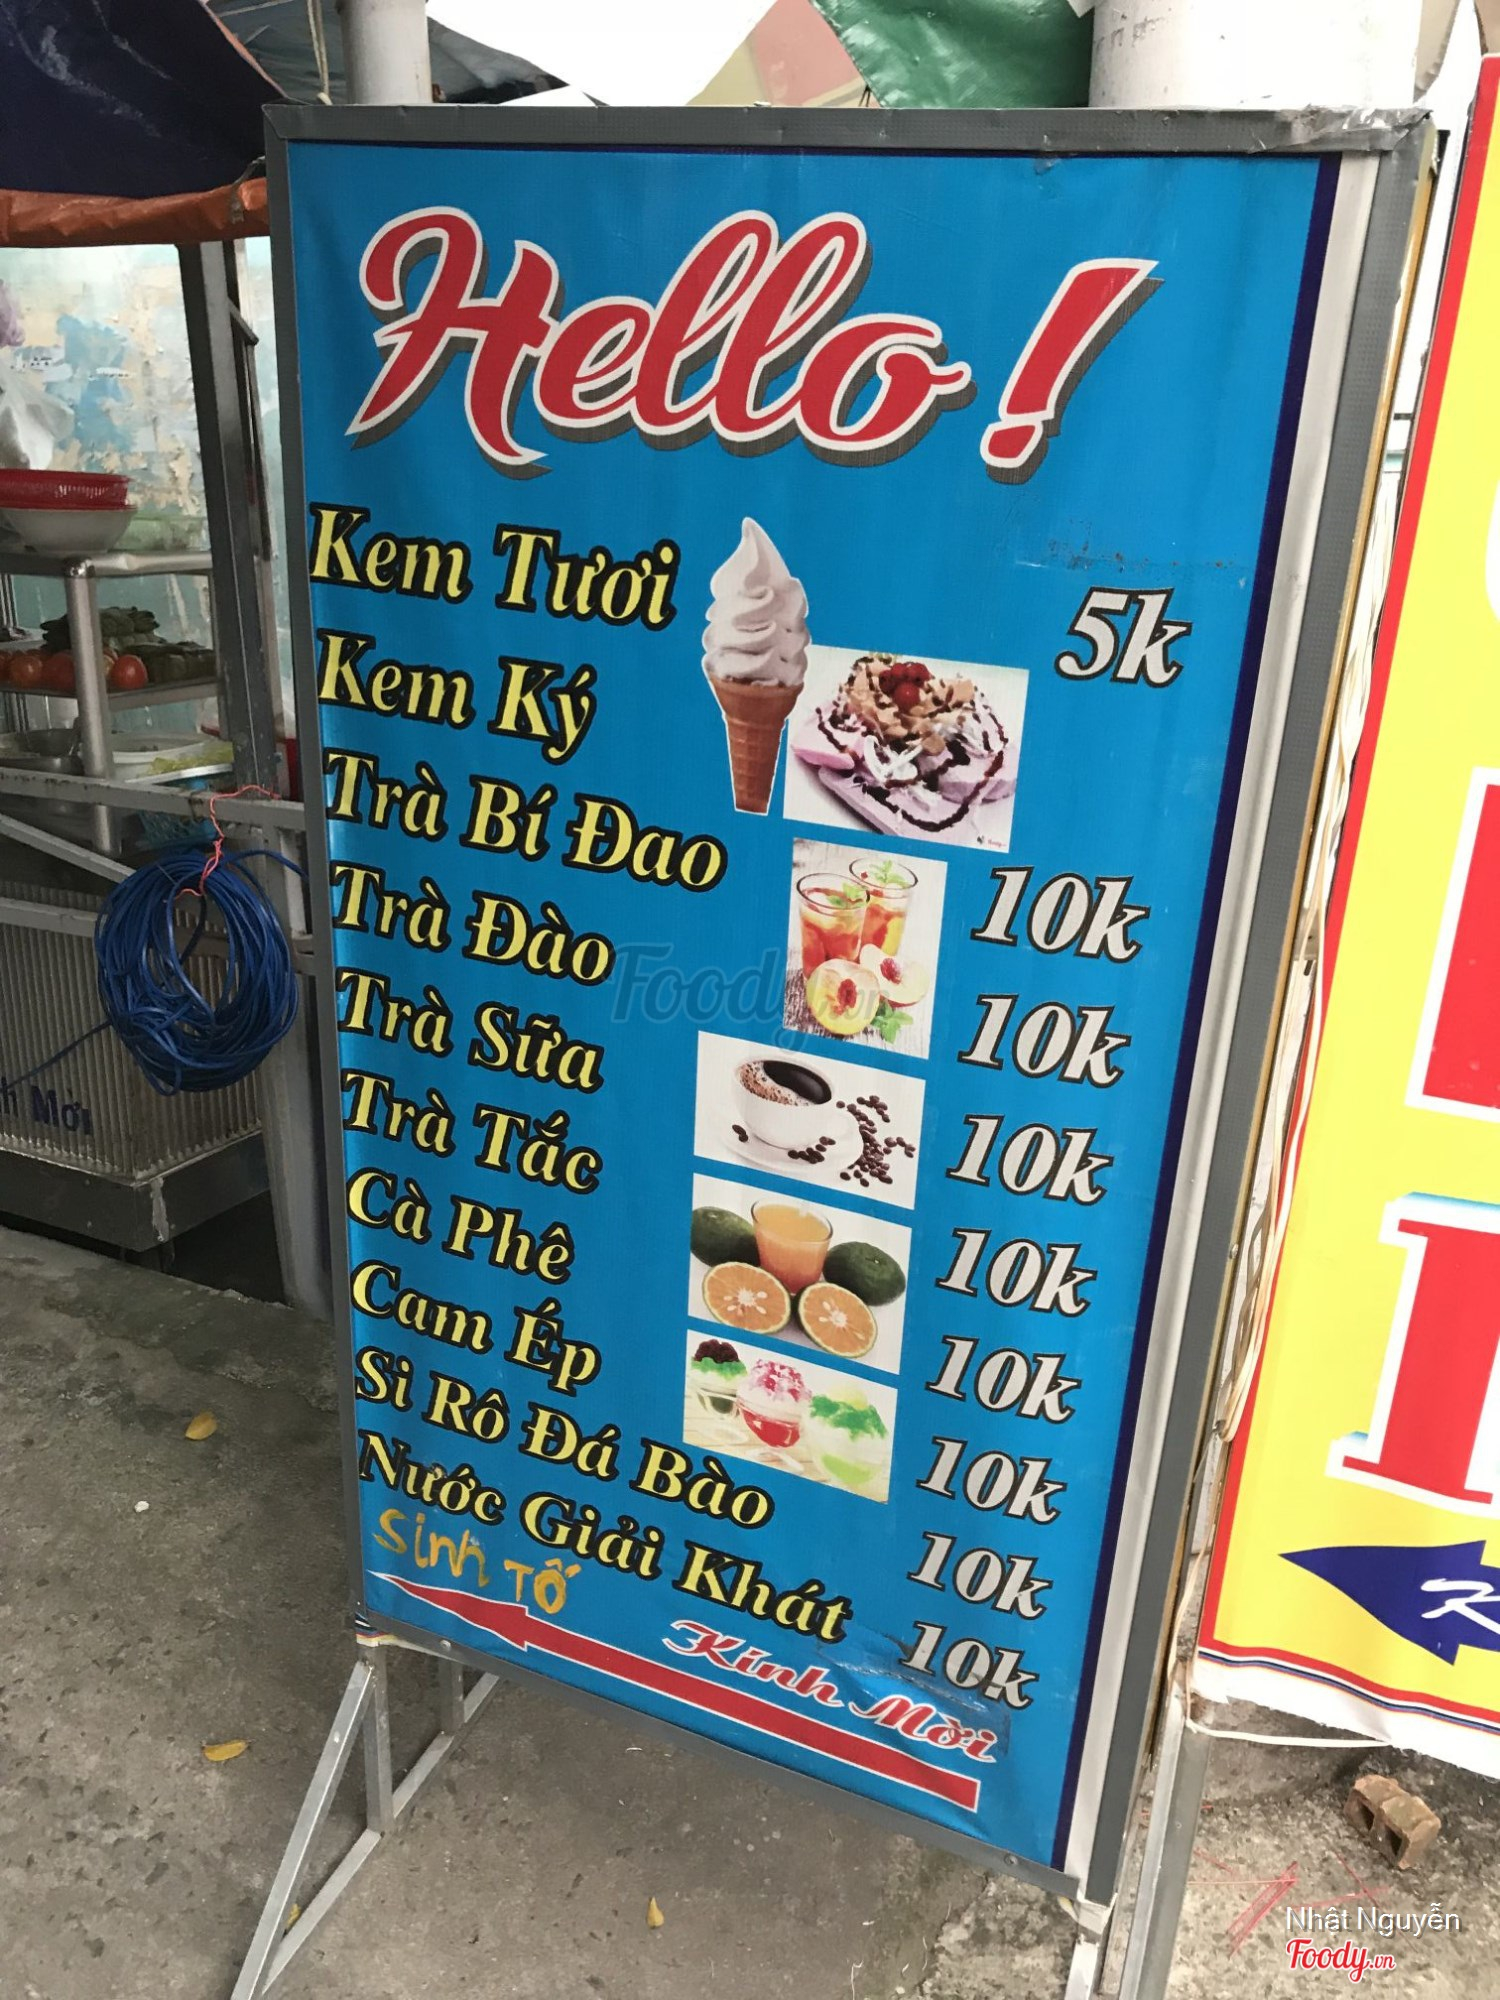 Hello!
Kem Tươi 5k
Kem Ký
Trà Bí Đao 10k
Trà Đào 10k
Trà Sữa 10k
Trà Tắc 10k
Cà Phê 10k
Cam Ép 10k
Si Rô Đá Bào 10k
Nước Giải Khát 10k
Sinh Tố
Kính Mời
Foody.vn
Nhật Nguyễn
Foody.vn